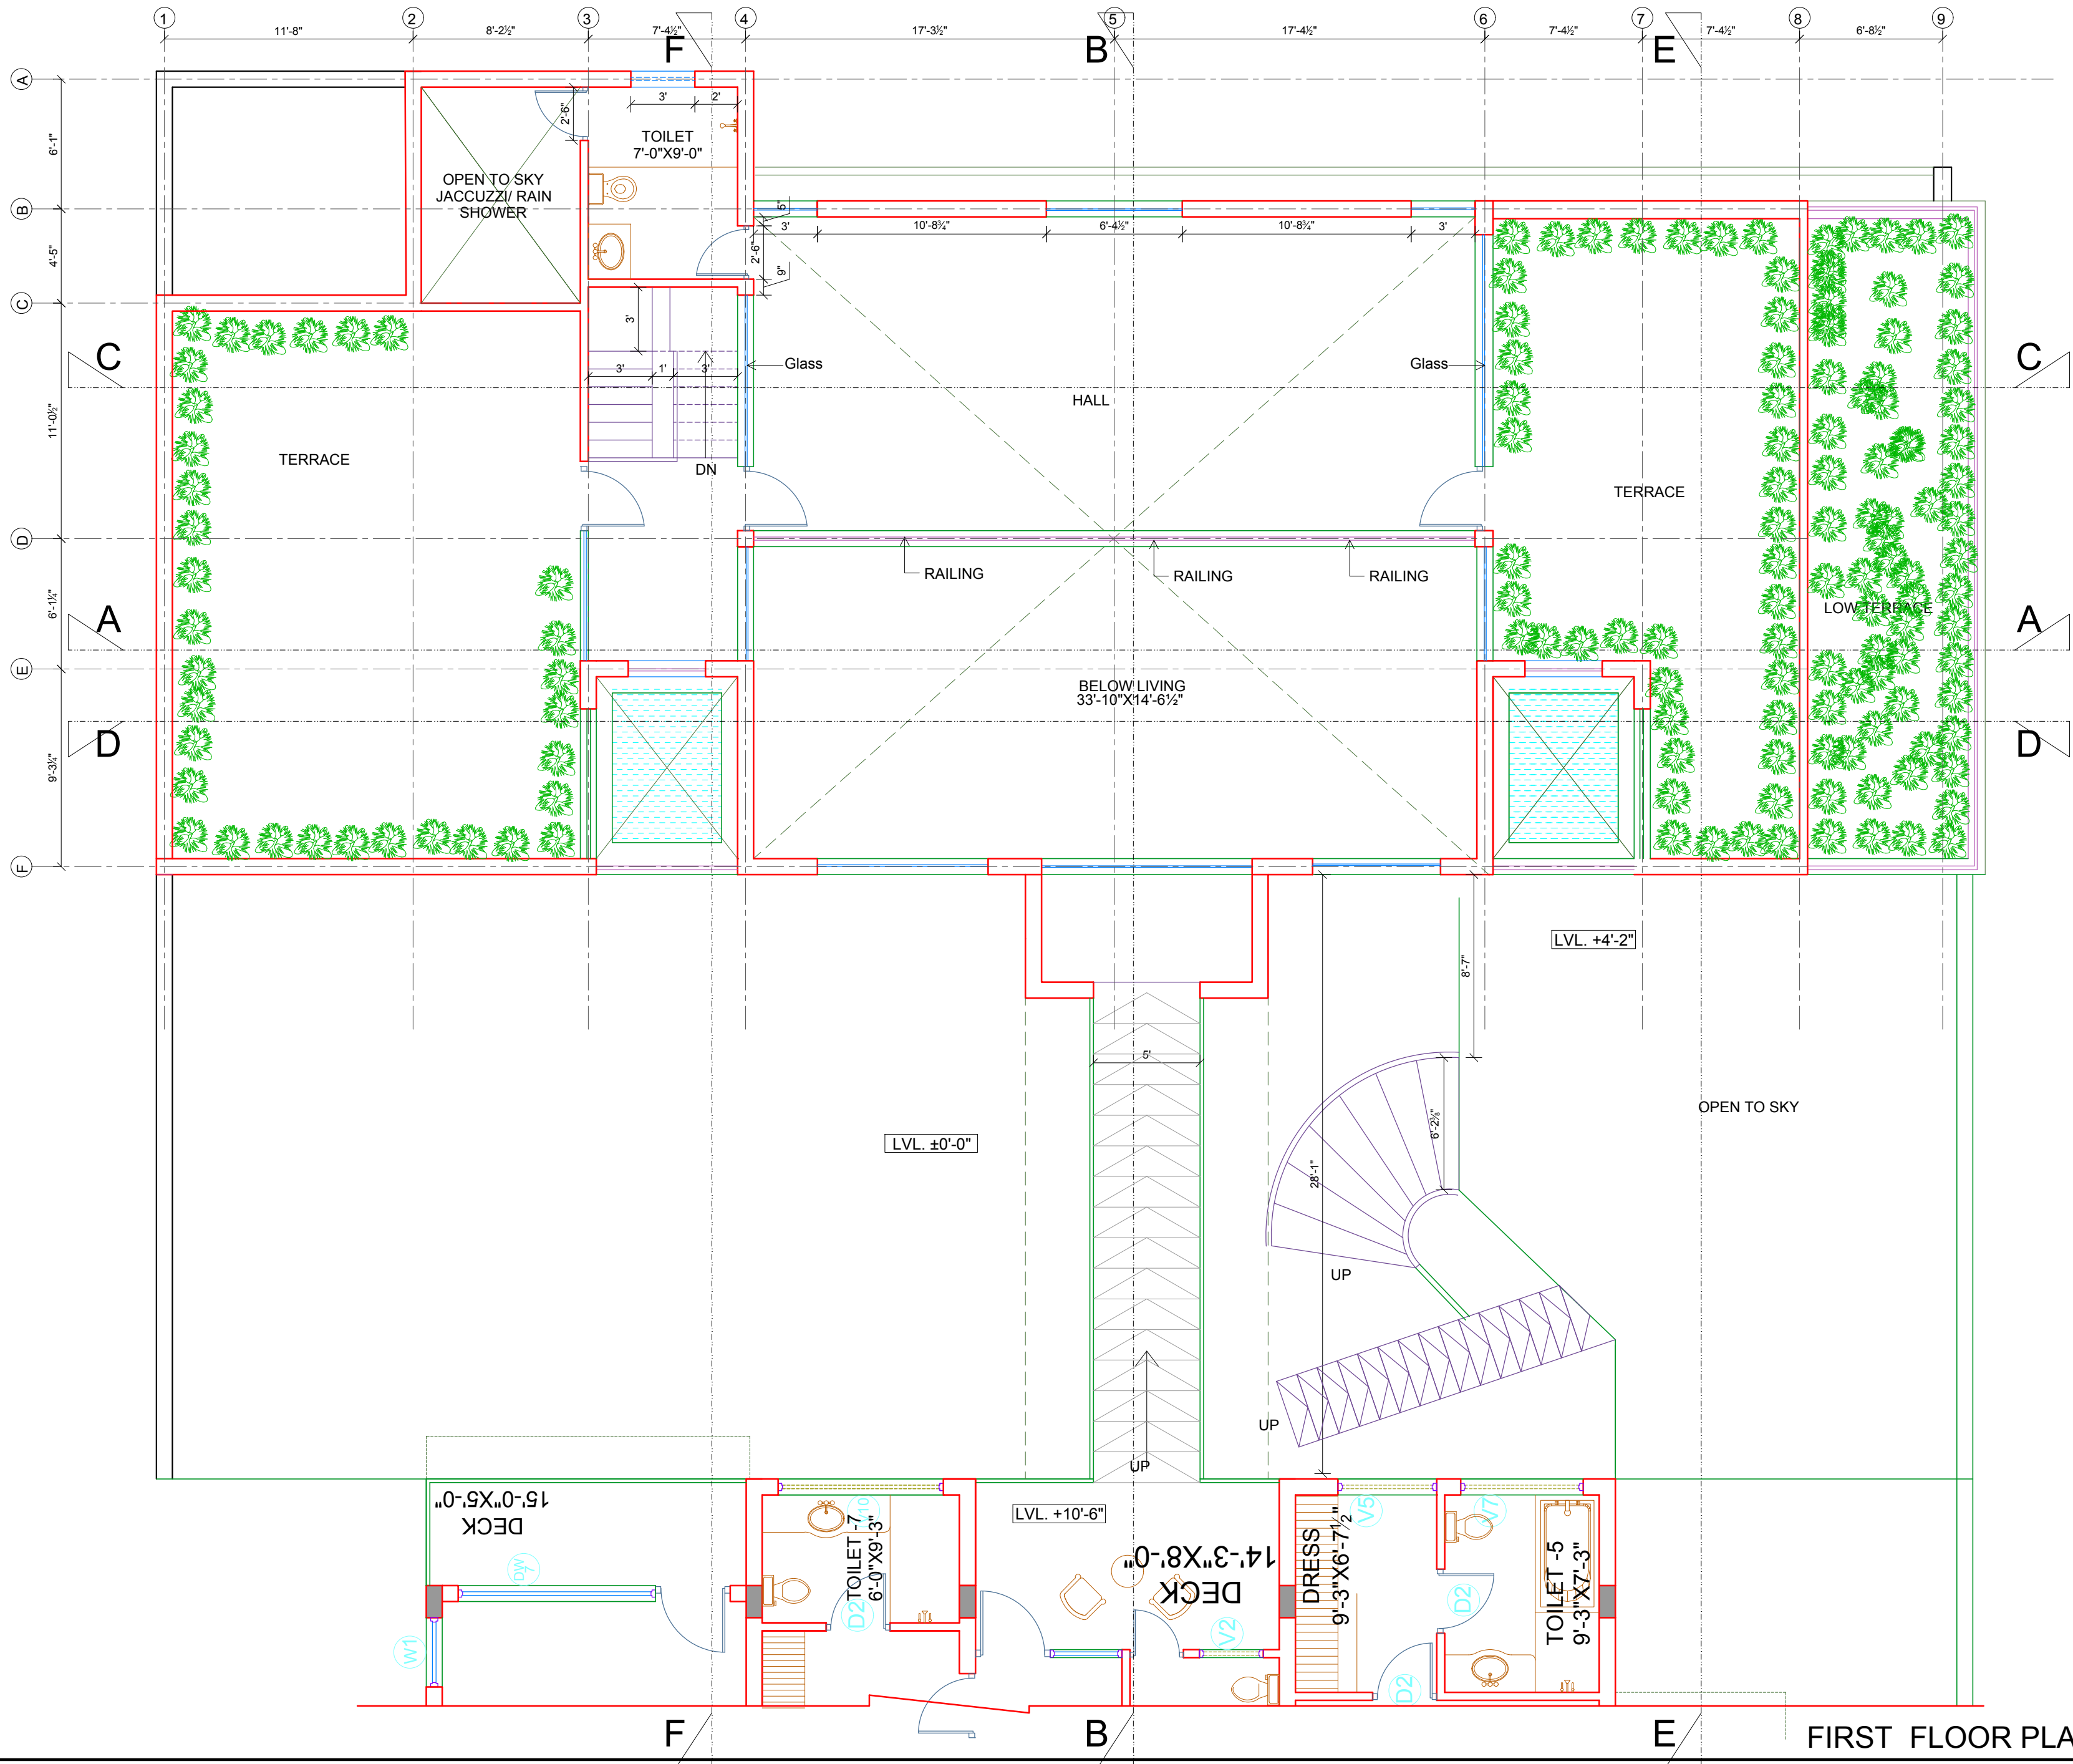 1 2 3 4 5 6 7 8 9
11'-8" 8'-2½" 7'-4½" 17'-3½" 17'-4½" 7'-4½" 7'-4½" 6'-8½"
F B E
A
3' 2'
2'-6"
TOILET
7'-0"X9'-0"
6'-1"
OPEN TO SKY
JACCUZZI/ RAIN
SHOWER
B
5"
3' 10'-8¾" 6'-4½" 10'-8¾" 3'
2'-6"
4'-5"
9"
C
3'
C Glass Glass C
3' 1' 3'
HALL
11'-0½"
TERRACE
DN
TERRACE
D
RAILING RAILING RAILING
6'-1¼"
LOW TERRACE
A A
E
BELOW LIVING
33'-10"X14'-6½"
D D
9'-3¼"
F
LVL. +4'-2"
8'-7"
5'
OPEN TO SKY
6'-2⅜"
LVL. ±0'-0"
28'-1"
UP
UP
UP
DECK
15'-0"X5'-0"
V10
LVL. +10'-6"
V5
V7
DW
7
TOILET -7
6'-0"X9'-3"
DECK
14'-3"X8'-0"
DRESS
9'-3"X6'-7½"
TOILET -5
9'-3"X7'-3"
D2
D2
W1
V2
D2
F B E
FIRST FLOOR PLA